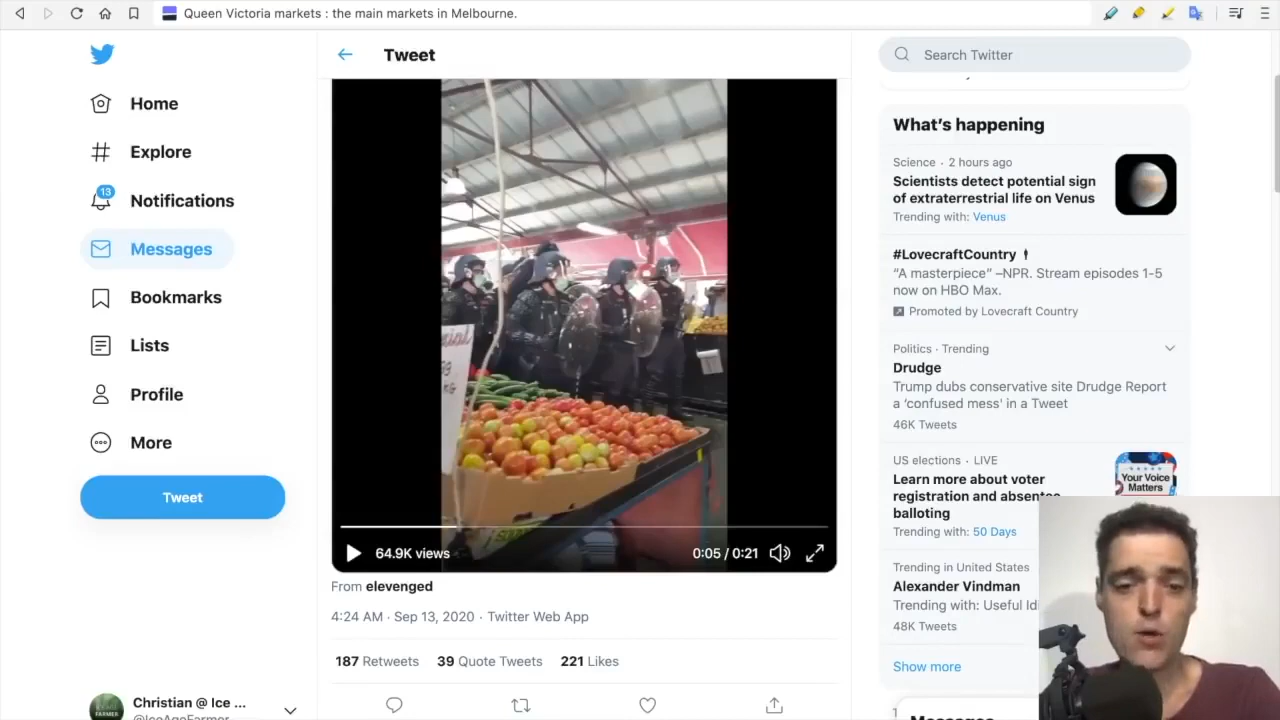 Queen Victoria markets : the main markets in Melbourne.
Home
Explore
13
Notifications
Messages
Bookmarks
Lists
Profile
More
Tweet
Christian @ Ice ...
@IceAgeFarmer
Tweet
64.9K views
0:05 / 0:21
From elevenged
4:24 AM · Sep 13, 2020 · Twitter Web App
187 Retweets 39 Quote Tweets 221 Likes
Search Twitter
What's happening
Science · 2 hours ago
Scientists detect potential sign
of extraterrestrial life on Venus
Trending with: Venus
#LovecraftCountry
“A masterpiece” –NPR. Stream episodes 1-5
now on HBO Max.
Promoted by Lovecraft Country
Politics · Trending
Drudge
Trump dubs conservative site Drudge Report
a ‘confused mess' in a Tweet
46K Tweets
US elections · LIVE
Learn more about voter
registration and absentee
balloting
Trending with: 50 Days
Your Voice
Matters
Trending in United States
Alexander Vindman
Trending with: Useful Idi
48K Tweets
Show more
Messages